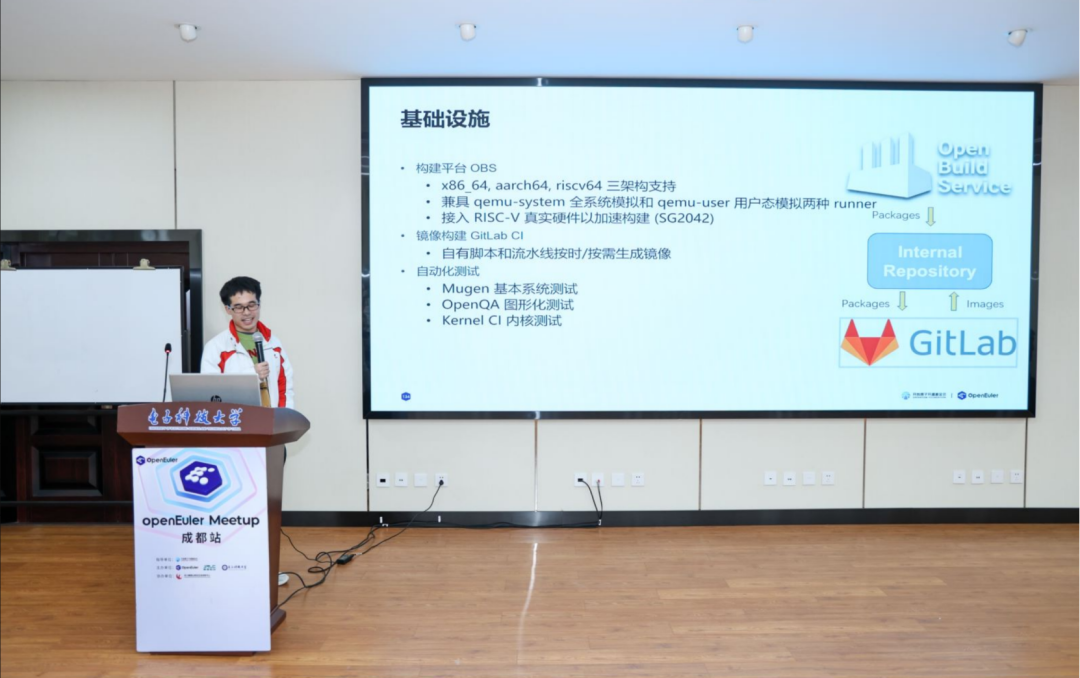 基础设施
• 构建平台 OBS
• x86_64, aarch64, riscv64 三架构支持
• 兼具 qemu-system 全系统模拟和 qemu-user 用户态模拟两种 runner
• 接入 RISC-V 真实硬件以加速构建 (SG2042)
• 镜像构建 GitLab CI
• 自有脚本和流水线按时/按需生成镜像
• 自动化测试
• Mugen 基本系统测试
• OpenQA 图形化测试
• Kernel CI 内核测试
Open
Build
Service
Packages
Internal
Repository
Packages
Images
GitLab
openEuler
电子科技大学
openEuler
openEuler Meetup
成都站